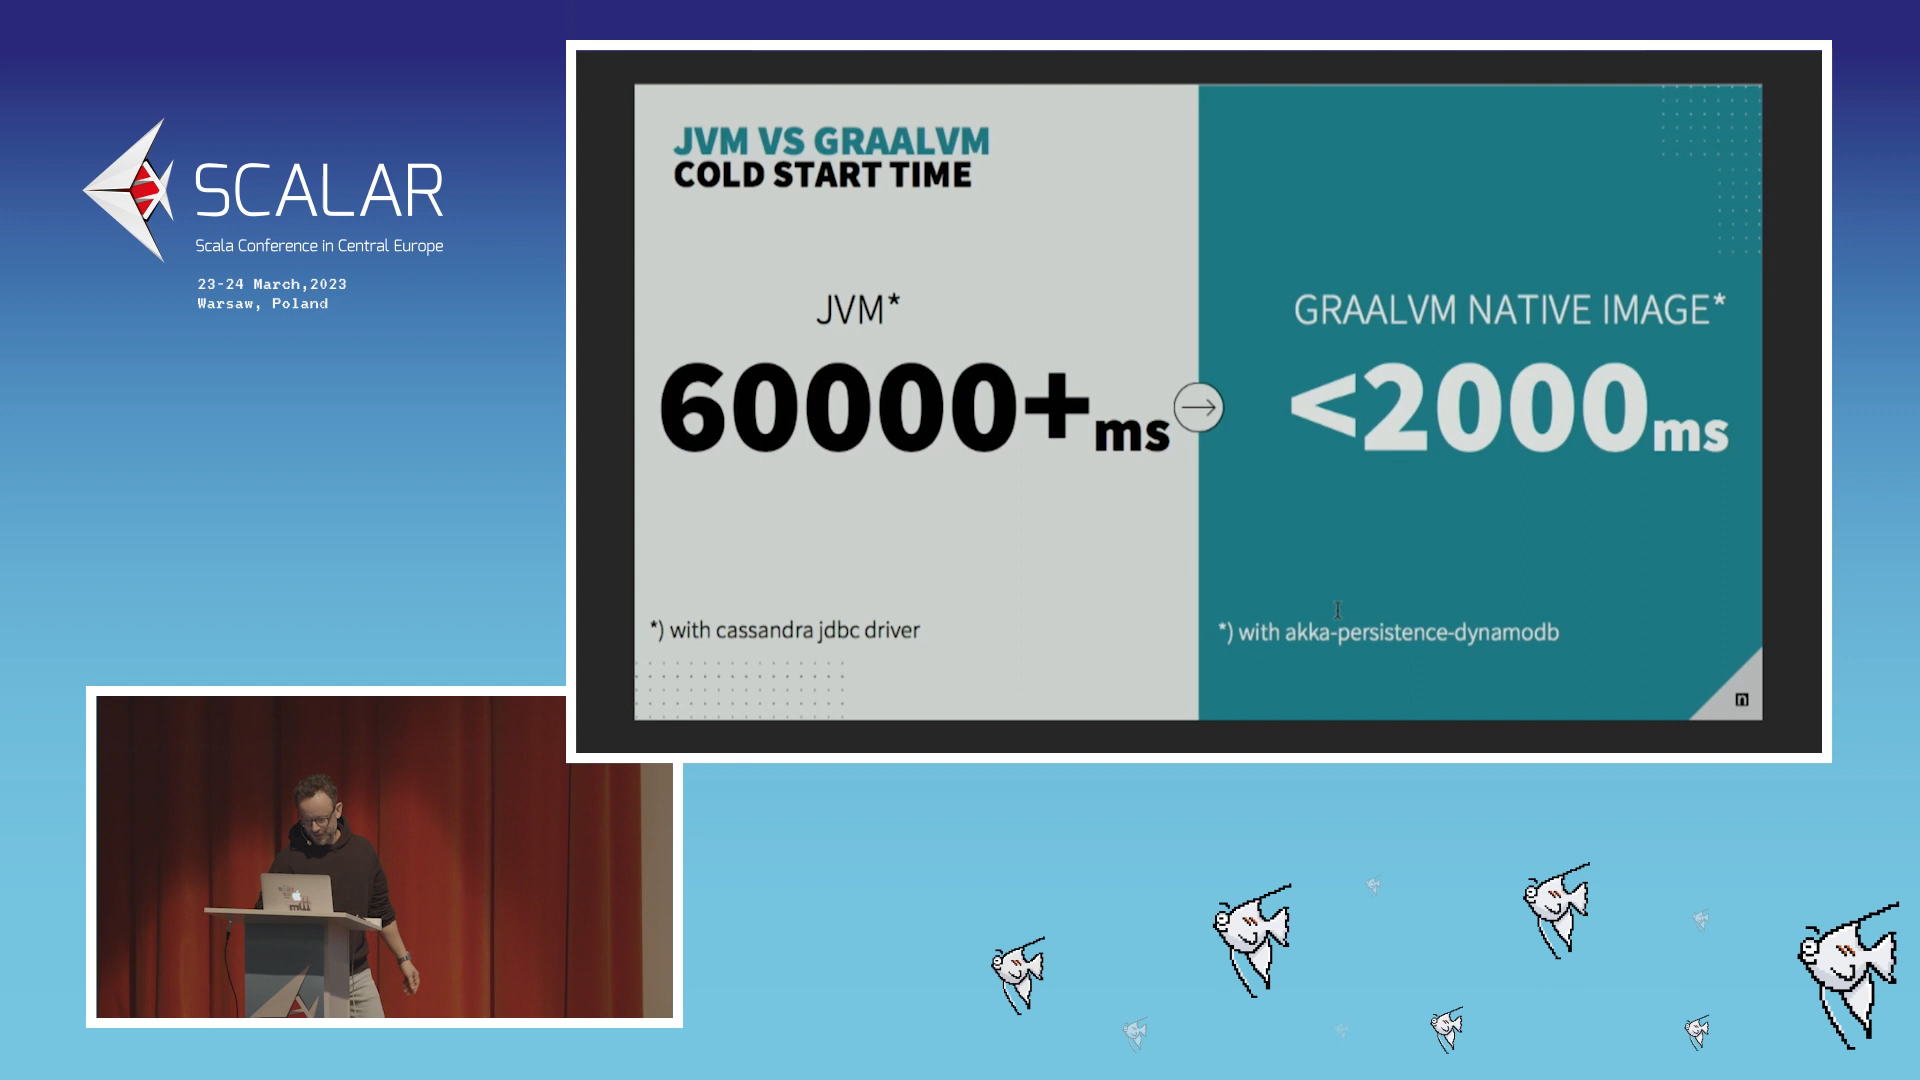 SCALAR
Scala Conference in Central Europe
23-24 March,2023
Warsaw, Poland
JVM VS GRAALVM
COLD START TIME
JVM*
60000+ms
*) with cassandra jdbc driver
GRAALVM NATIVE IMAGE*
<2000ms
*) with akka-persistence-dynamodb